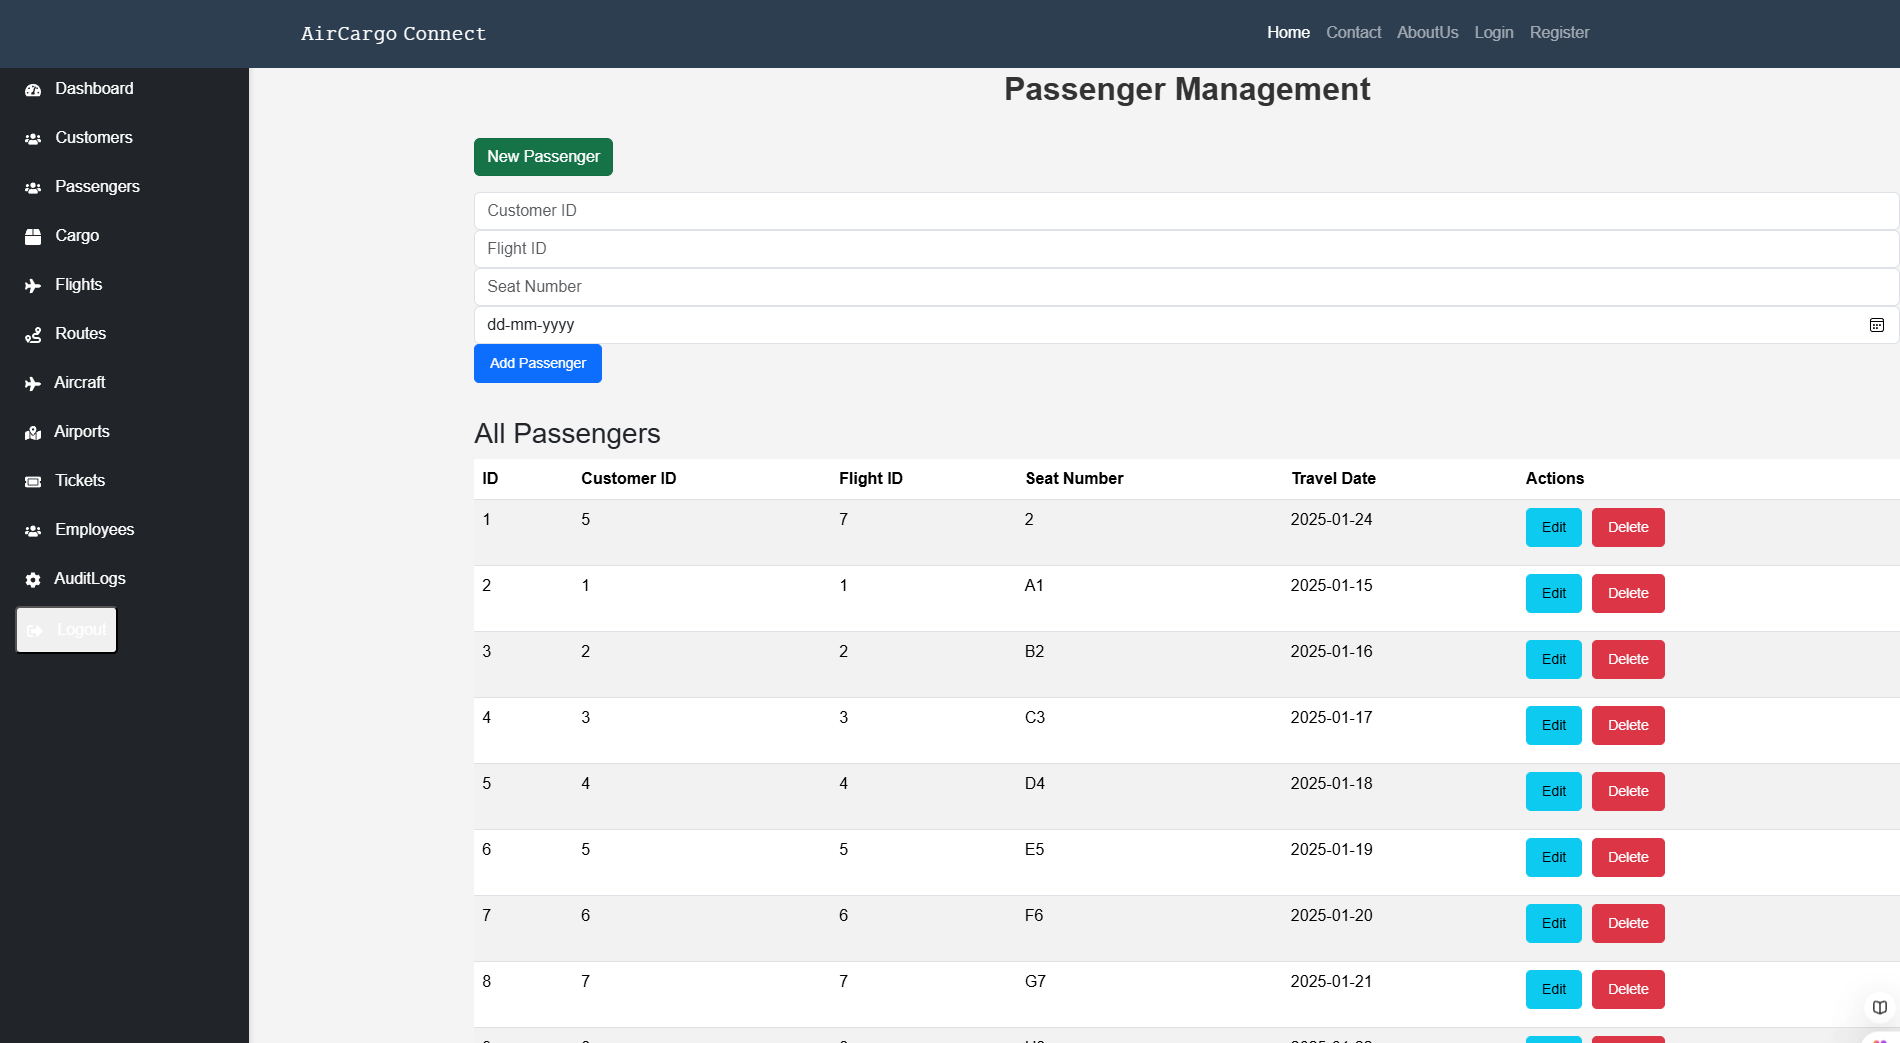 AirCargo Connect
Home Contact AboutUs Login Register
Dashboard
Customers
Passengers
Cargo
Flights
Routes
Aircraft
Airports
Tickets
Employees
AuditLogs
Logout
Passenger Management
New Passenger
Customer ID
Flight ID
Seat Number
dd-mm-yyyy
Add Passenger
All Passengers
ID Customer ID Flight ID Seat Number Travel Date Actions
1 5 7 2 2025-01-24 Edit Delete
2 1 1 A1 2025-01-15 Edit Delete
3 2 2 B2 2025-01-16 Edit Delete
4 3 3 C3 2025-01-17 Edit Delete
5 4 4 D4 2025-01-18 Edit Delete
6 5 5 E5 2025-01-19 Edit Delete
7 6 6 F6 2025-01-20 Edit Delete
8 7 7 G7 2025-01-21 Edit Delete